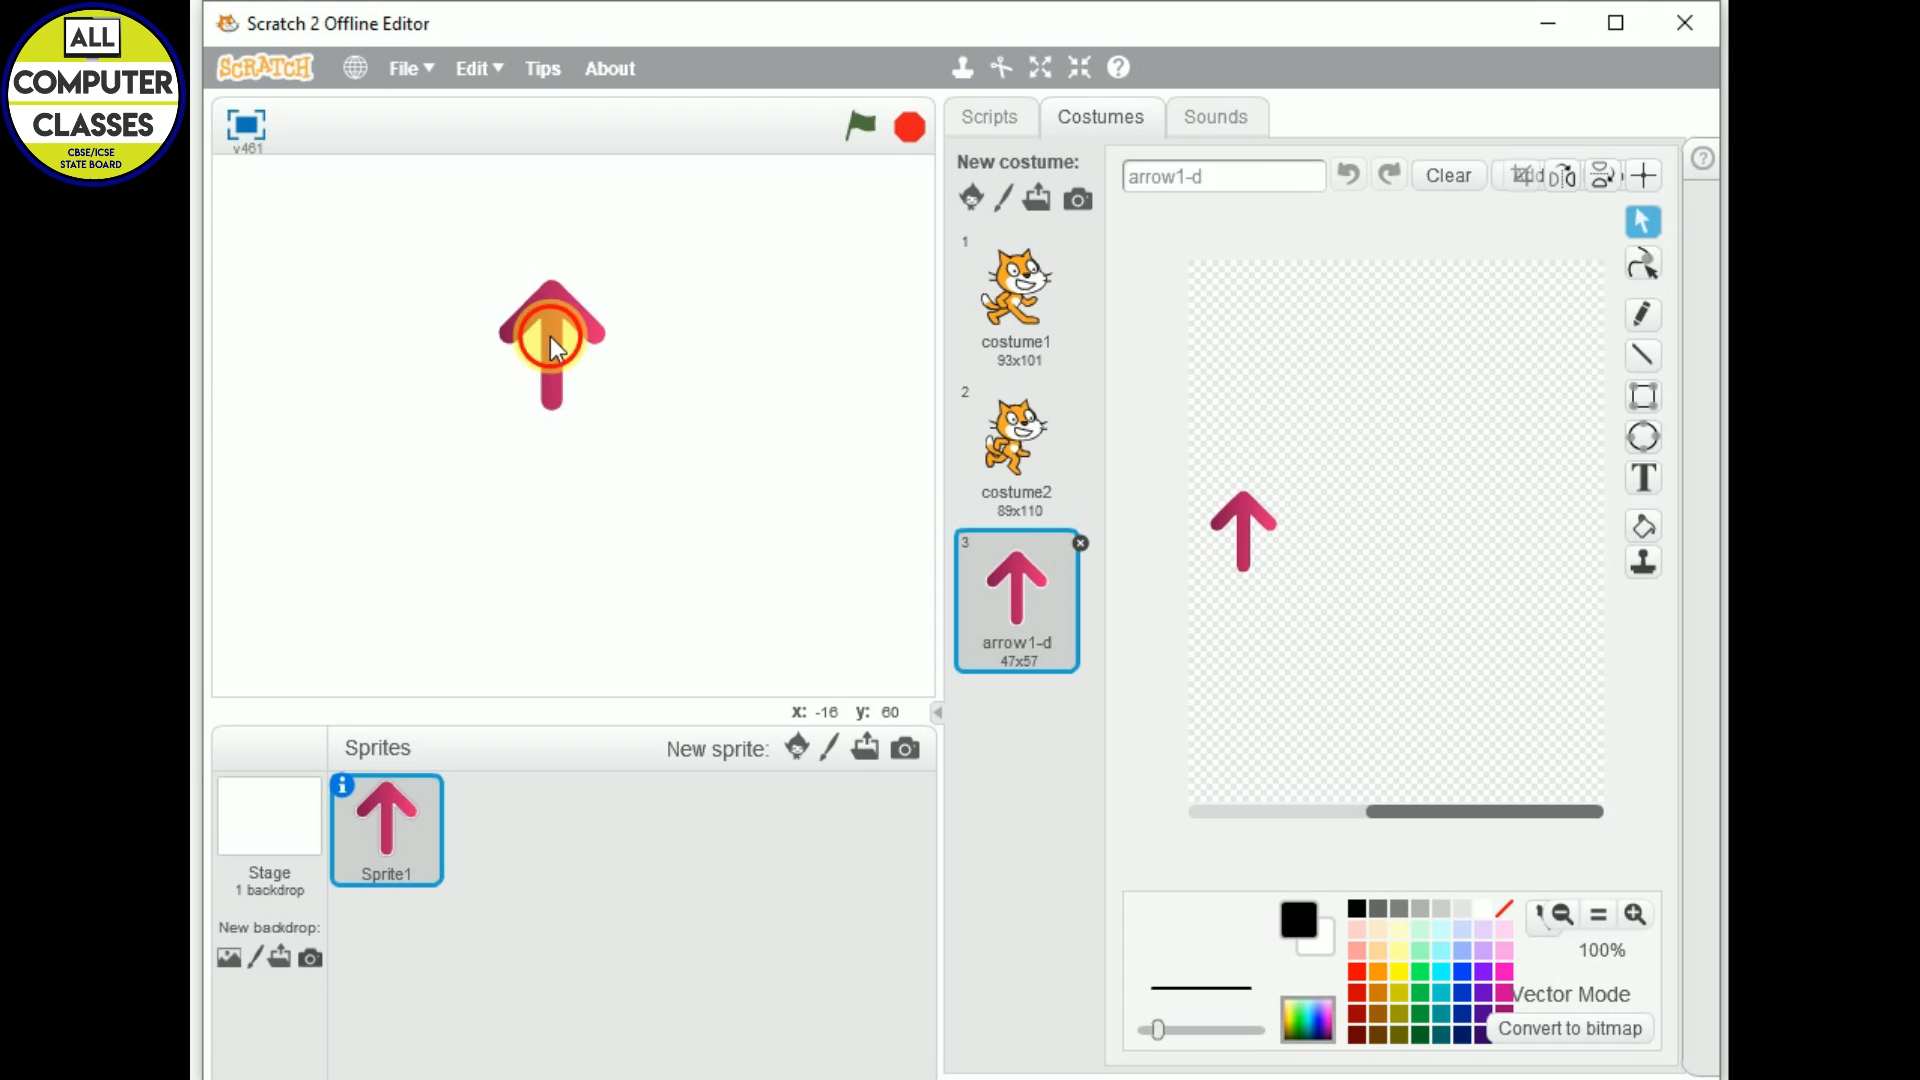 ALL
COMPUTER
CLASSES
CBSE/ICSE
STATE BOARD
Scratch 2 Offline Editor
SCRATCH
File
Edit
Tips
About
v461
Scripts
Costumes
Sounds
New costume:
arrow1-d
Clear
1
costume1
93x101
2
costume2
89x110
3
arrow1-d
47x57
T
x: -16 y: 60
Sprites
New sprite:
Sprite1
Stage
1 backdrop
New backdrop:
100%
Vector Mode
Convert to bitmap